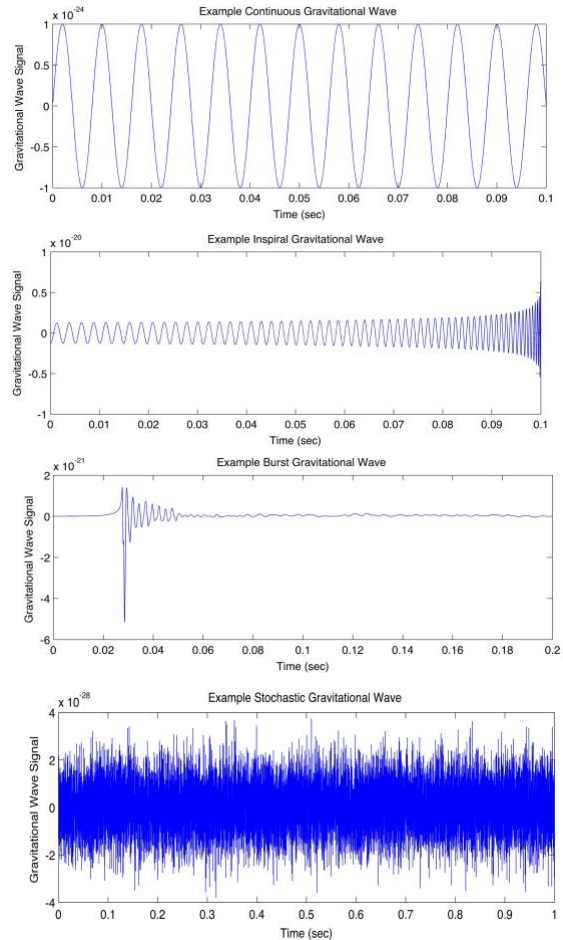 x 10^-24
Example Continuous Gravitational Wave
1
0.5
0
-0.5
-1
Gravitational Wave Signal
0 0.01 0.02 0.03 0.04 0.05 0.06 0.07 0.08 0.09 0.1
Time (sec)
x 10^-20
Example Inspiral Gravitational Wave
1
0.5
0
-0.5
-1
Gravitational Wave Signal
0 0.01 0.02 0.03 0.04 0.05 0.06 0.07 0.08 0.09 0.1
Time (sec)
x 10^-21
Example Burst Gravitational Wave
2
0
-2
-4
-6
Gravitational Wave Signal
0 0.02 0.04 0.06 0.08 0.1 0.12 0.14 0.16 0.18 0.2
Time (sec)
x 10^-28
Example Stochastic Gravitational Wave
4
2
0
-2
-4
Gravitational Wave Signal
0 0.1 0.2 0.3 0.4 0.5 0.6 0.7 0.8 0.9 1
Time (sec)